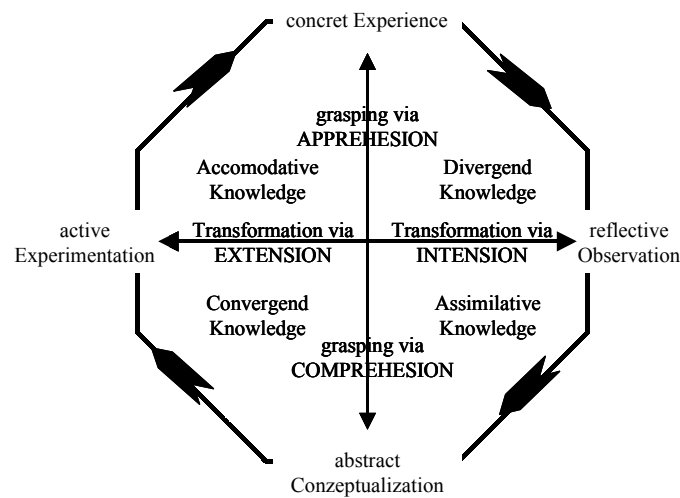 concret Experience
grasping via
APPREHESION
Accomodative
Knowledge
Divergend
Knowledge
active
Experimentation
Transformation via
EXTENSION
Transformation via
INTENSION
reflective
Observation
Convergend
Knowledge
Assimilative
Knowledge
grasping via
COMPREHESION
abstract
Conzeptualization